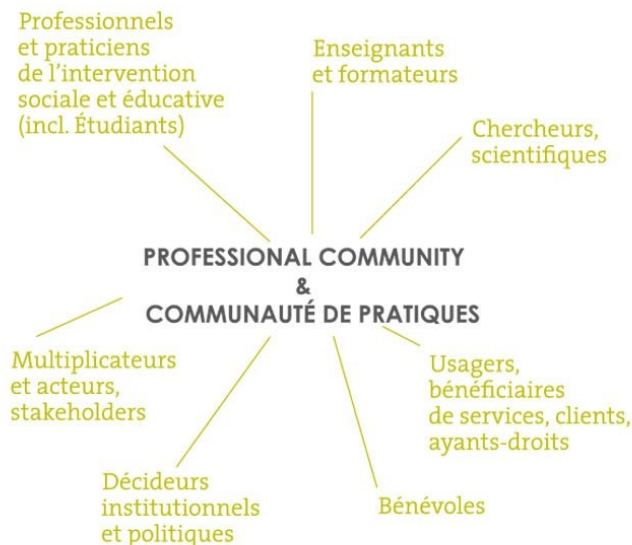 Professionnels
et praticiens
de l'intervention
sociale et éducative
(incl. Étudiants)
Enseignants
et formateurs
Chercheurs,
scientifiques
PROFESSIONAL COMMUNITY
&
COMMUNAUTÉ DE PRATIQUES
Multiplicateurs
et acteurs,
stakeholders
Usagers,
bénéficiaires
de services, clients,
ayants-droits
Décideurs
institutionnels
et politiques
Bénévoles